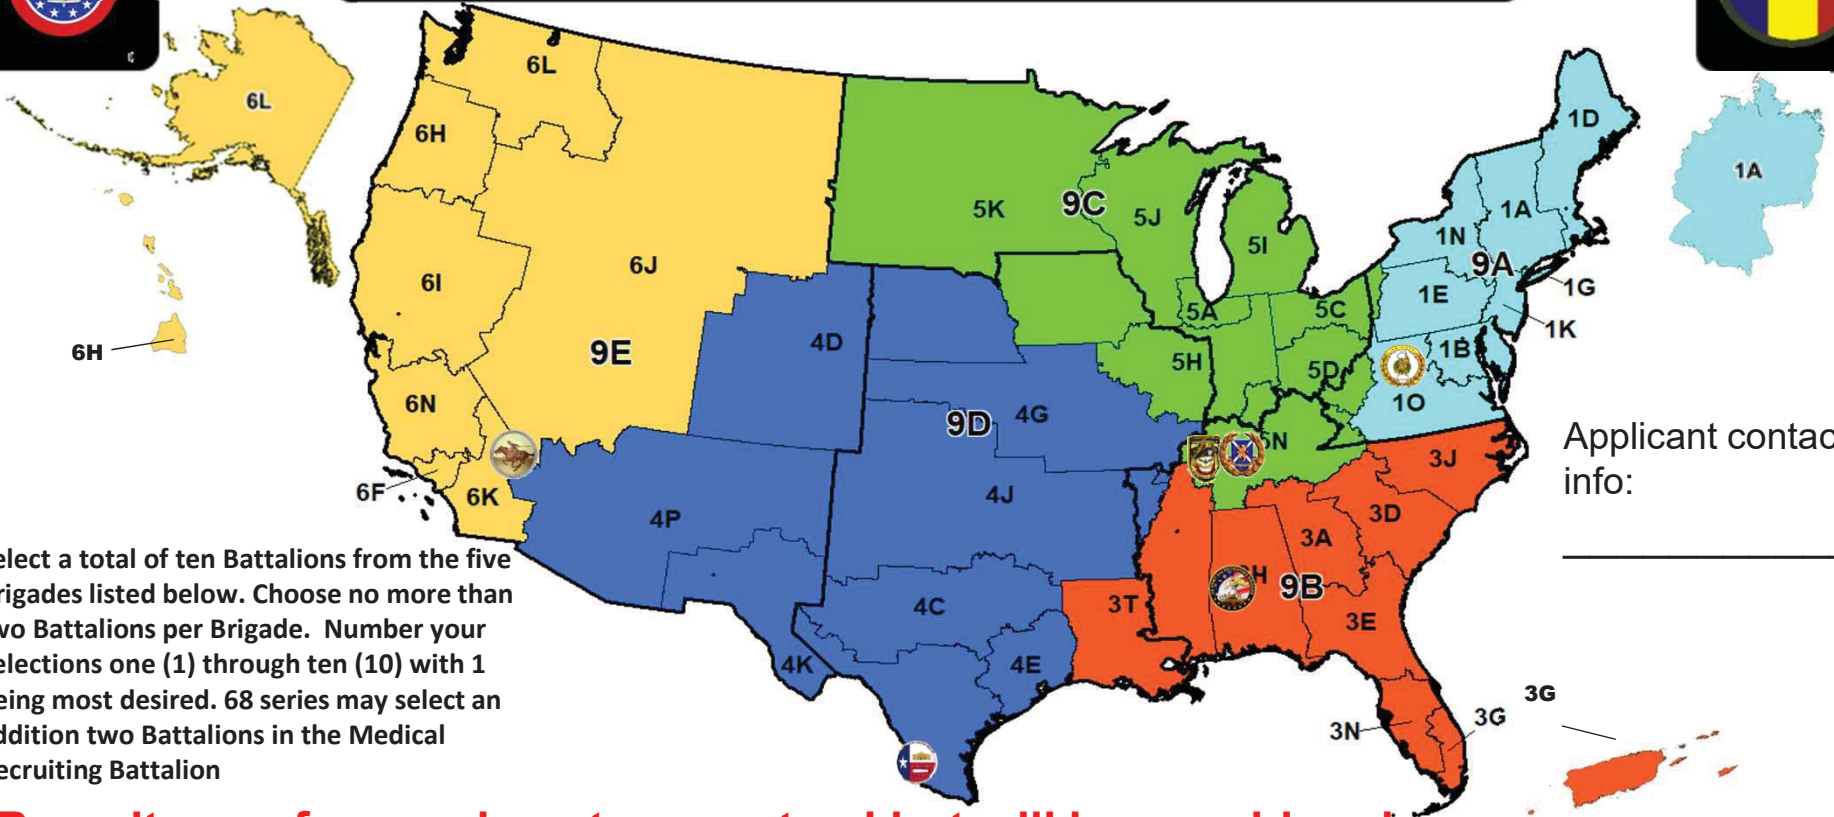 6L
6L
1D
6H
1A
5K
9C
5J
1A
1N
5I
9A
6J
6I
1E
1G
5A
5C
1K
4D
1B
6H
9E
5H
5D
6N
1O
4G
9D
5N
Applicant contac
3J
info:
6F
6K
4J
3D
4P
3A
elect a total of ten Battalions from the five
rigades listed below. Choose no more than
wo Battalions per Brigade. Number your
elections one (1) through ten (10) with 1
eing most desired. 68 series may select an
ddition two Battalions in the Medical
ecruiting Battalion
H
9B
4C
3T
3E
4K
4E
3G
3G
3N